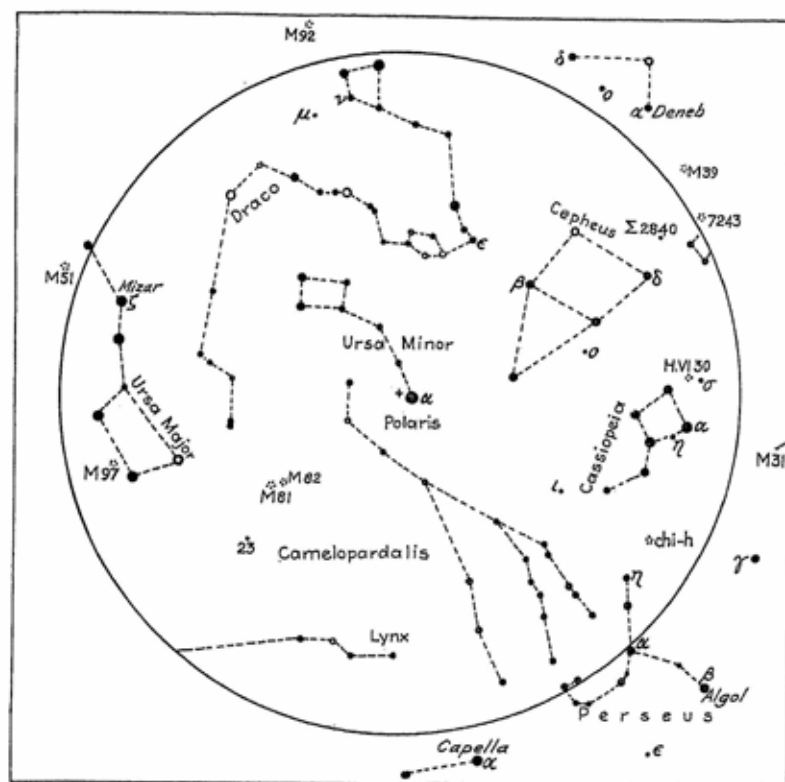 M92
δ
α Deneb
ο
μ
ν
M39
Draco
Cepheus
Σ2840
7243
ε
M51
Mizar
ζ
β
δ
Ursa Minor
ο
H.VI 30
σ
Ursa Major
+
α
Polaris
Cassiopeia
α
η
M31
M97
M82
M81
ι
chi-h
23
Camelopardalis
γ
η
Lynx
α
β
Algol
Perseus
Capella
α
ε